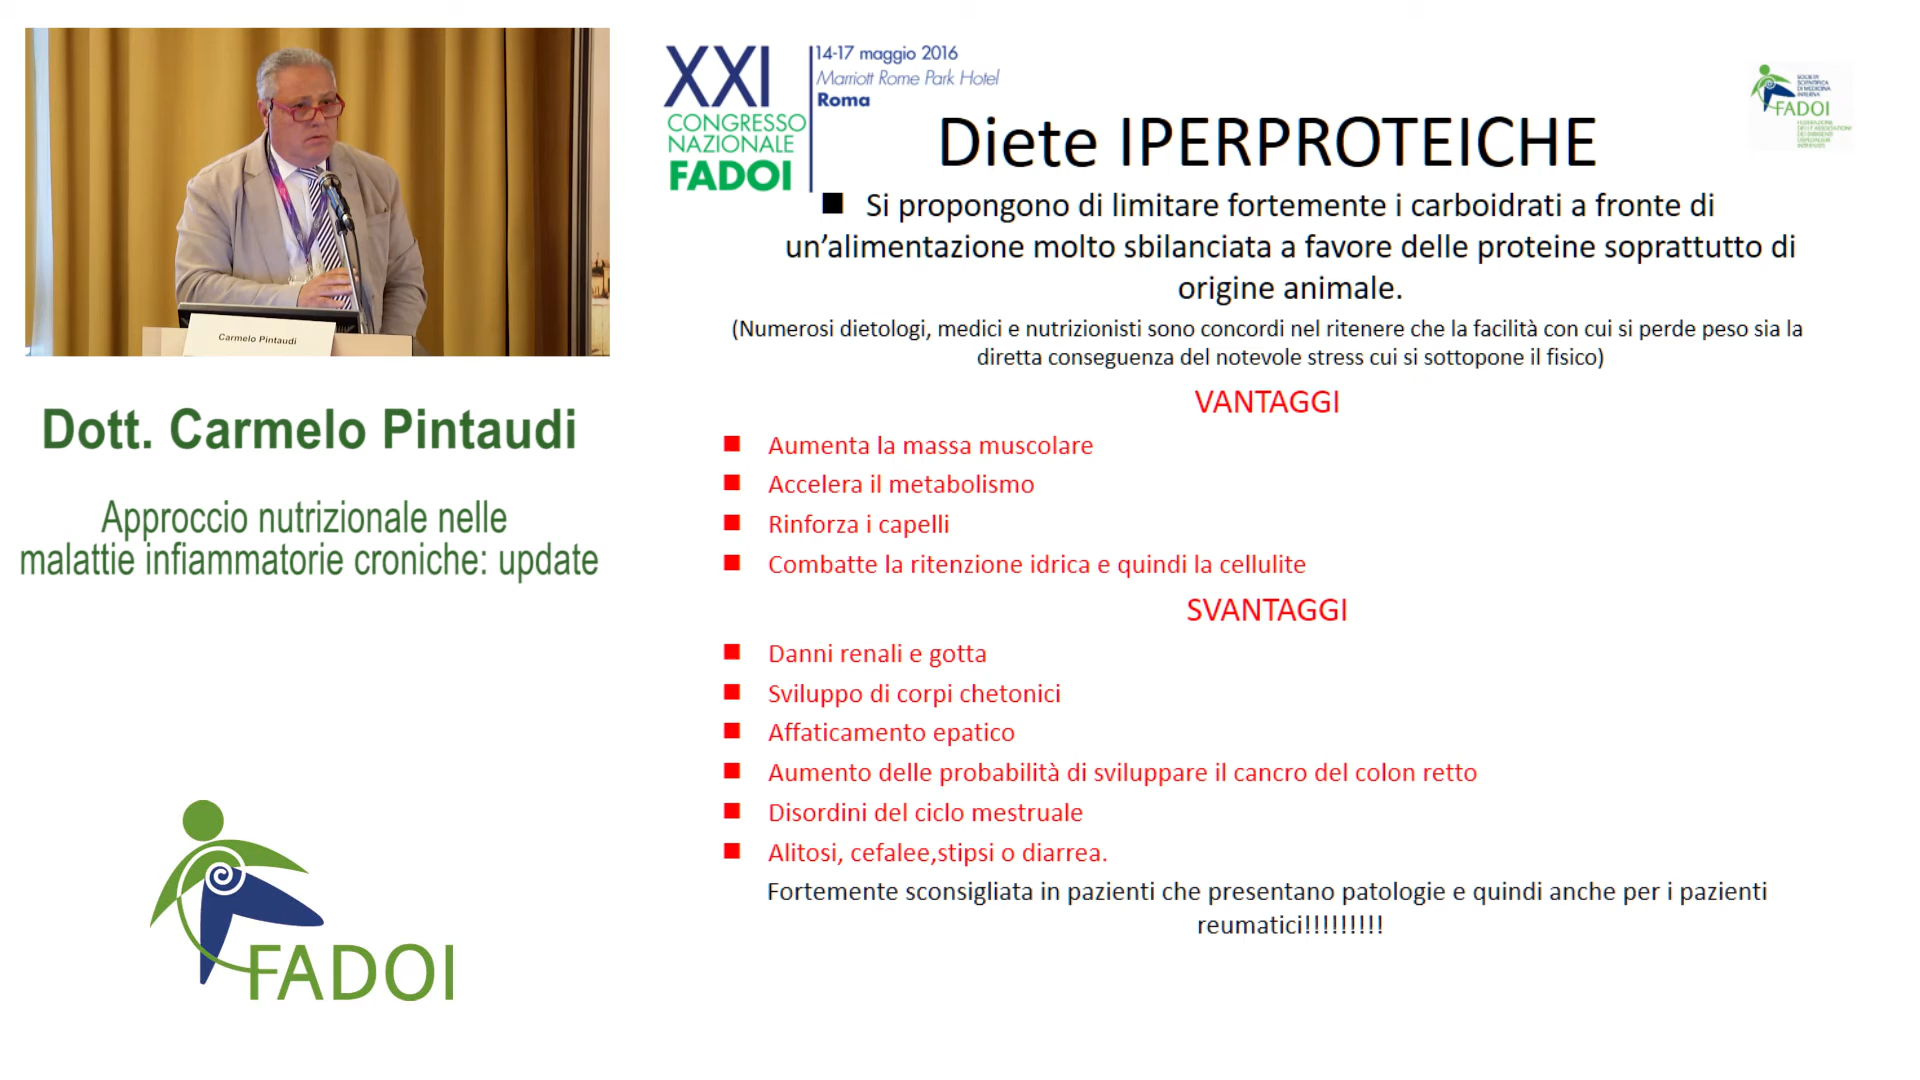 Carmelo Pintaudi
Dott. Carmelo Pintaudi
Approccio nutrizionale nelle
malattie infiammatorie croniche: update
FADOI
XXI
CONGRESSO
NAZIONALE
FADOI
14-17 maggio 2016
Marriott Rome Park Hotel
Roma
FADOI
Diete IPERPROTEICHE
Si propongono di limitare fortemente i carboidrati a fronte di
un’alimentazione molto sbilanciata a favore delle proteine soprattutto di
origine animale.
(Numerosi dietologi, medici e nutrizionisti sono concordi nel ritenere che la facilità con cui si perde peso sia la
diretta conseguenza del notevole stress cui si sottopone il fisico)
VANTAGGI
Aumenta la massa muscolare
Accelera il metabolismo
Rinforza i capelli
Combatte la ritenzione idrica e quindi la cellulite
SVANTAGGI
Danni renali e gotta
Sviluppo di corpi chetonici
Affaticamento epatico
Aumento delle probabilità di sviluppare il cancro del colon retto
Disordini del ciclo mestruale
Alitosi, cefalee,stipsi o diarrea.
Fortemente sconsigliata in pazienti che presentano patologie e quindi anche per i pazienti
reumatici!!!!!!!!!